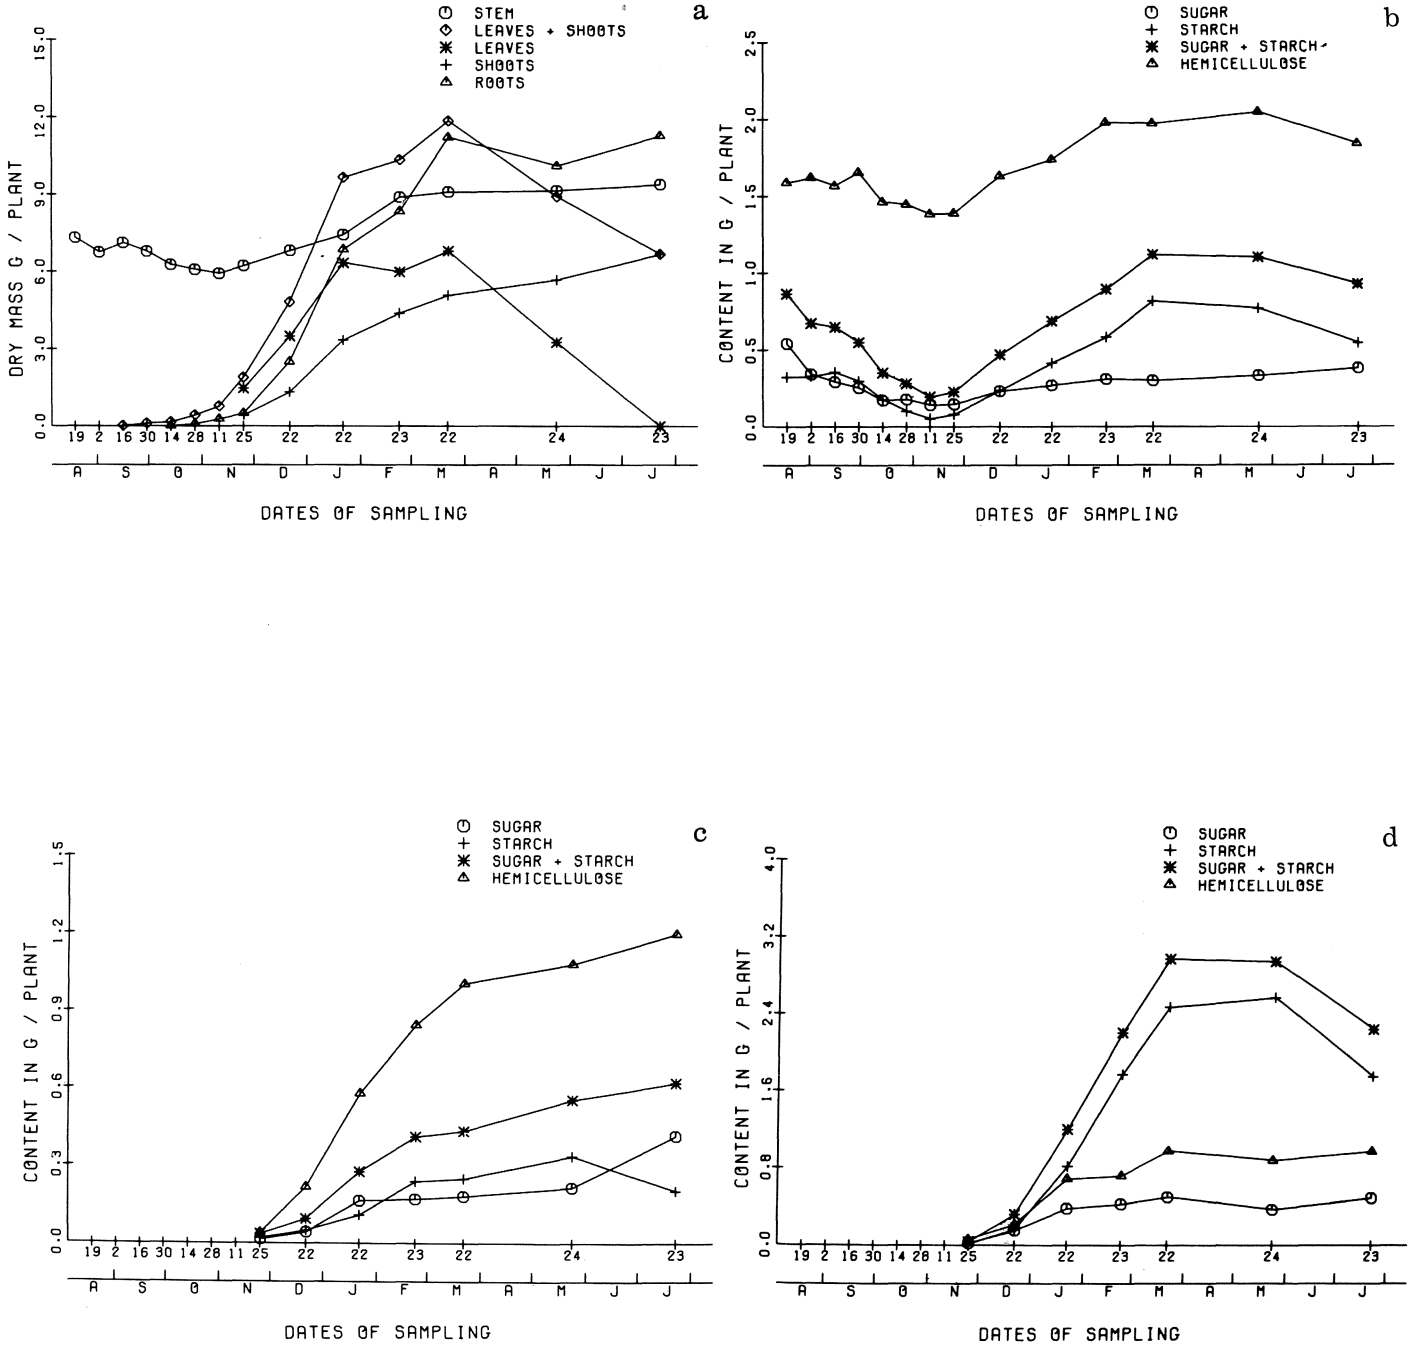 a
STEM
LEAVES + SHOOTS
LEAVES
SHOOTS
ROOTS
DRY MASS G / PLANT
15.0
12.0
9.0
6.0
3.0
0.0
19 2 16 30 14 28 11 25 22 22 23 22 24 23
A S O N D J F M A M J J
DATES OF SAMPLING
b
SUGAR
STARCH
SUGAR + STARCH
HEMICELLULOSE
CONTENT IN G / PLANT
2.5
2.0
1.5
1.0
0.5
0.0
19 2 16 30 14 28 11 25 22 22 23 22 24 23
A S O N D J F M A M J J
DATES OF SAMPLING
c
SUGAR
STARCH
SUGAR + STARCH
HEMICELLULOSE
CONTENT IN G / PLANT
1.5
1.2
0.9
0.6
0.3
0.0
19 2 16 30 14 28 11 25 22 22 23 22 24 23
A S O N D J F M A M J J
DATES OF SAMPLING
d
SUGAR
STARCH
SUGAR + STARCH
HEMICELLULOSE
CONTENT IN G / PLANT
4.0
3.2
2.4
1.6
0.8
0.0
19 2 16 30 14 28 11 25 22 22 23 22 24 23
A S O N D J F M A M J J
DATES OF SAMPLING